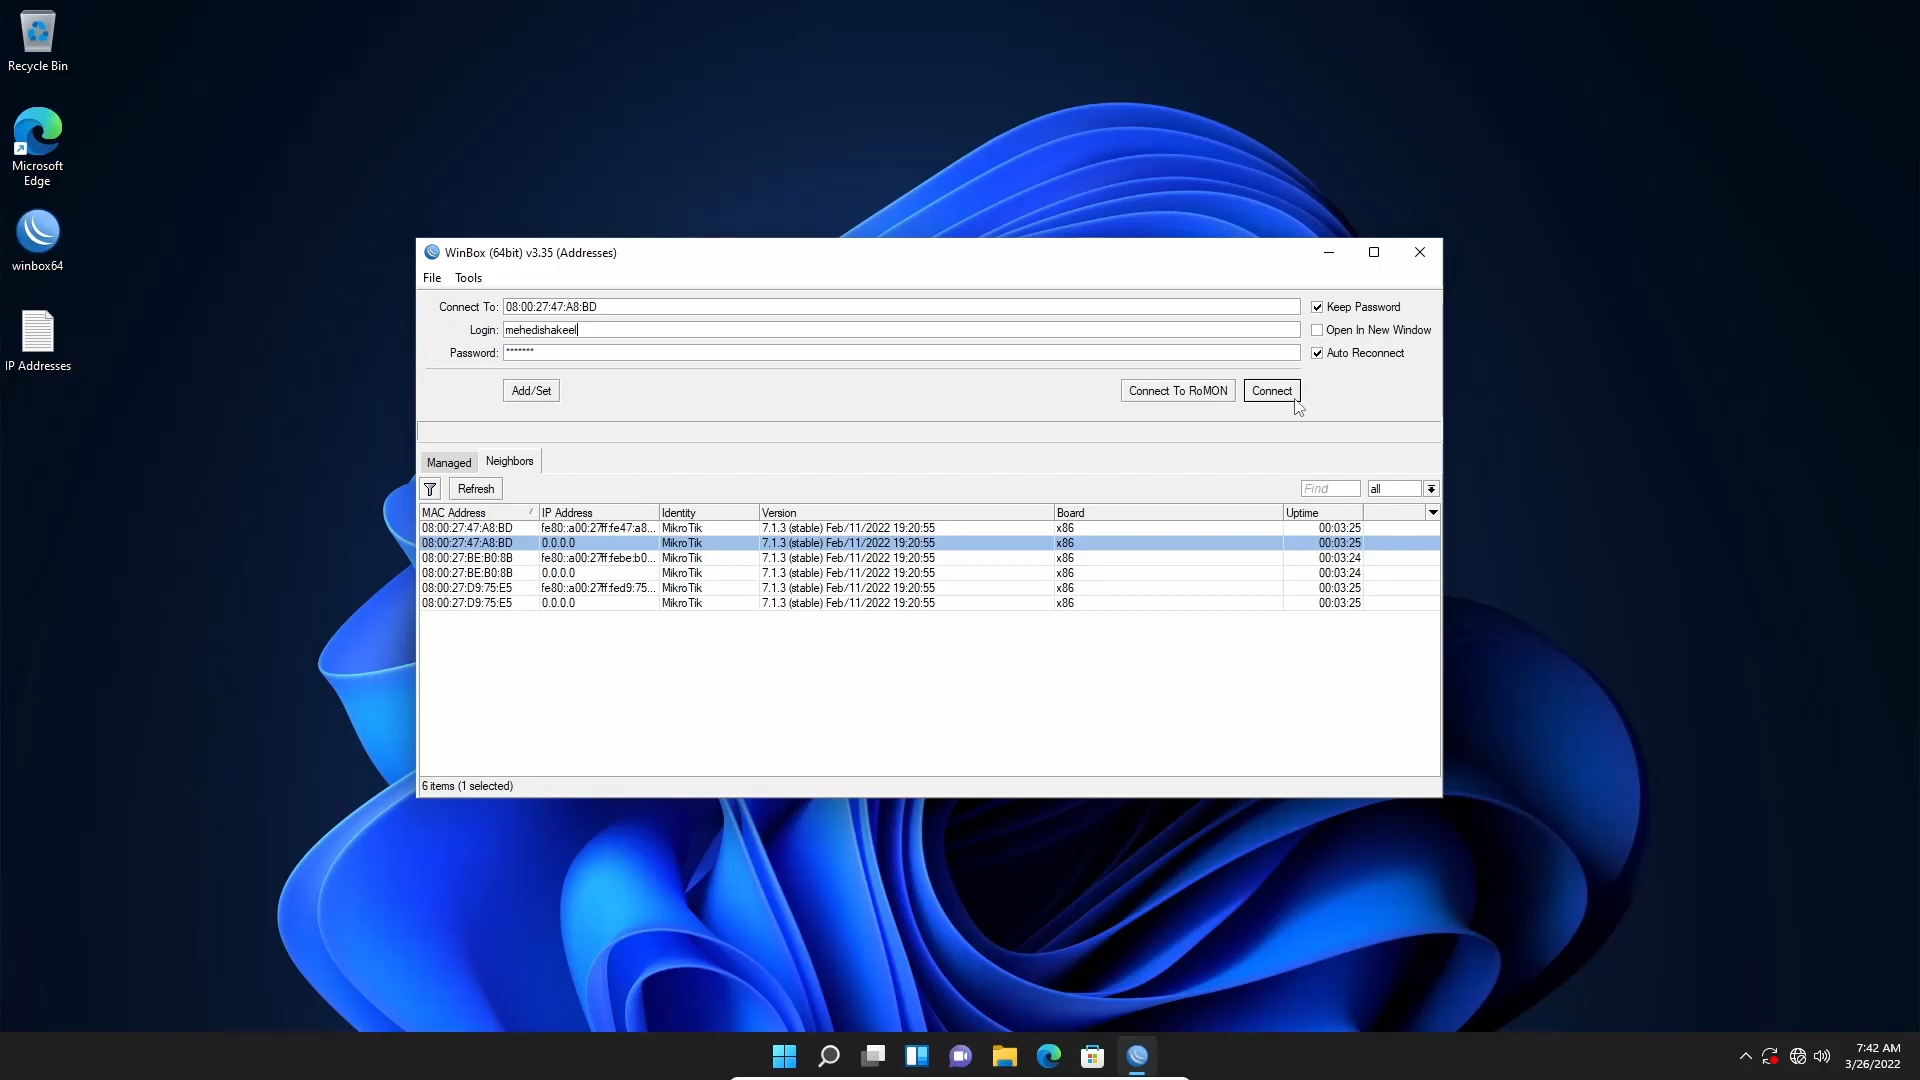 Recycle Bin
Microsoft
Edge
winbox64
IP Addresses
WinBox (64bit) v3.35 (Addresses)
File Tools
Connect To: 08:00:27:47:A8:BD
Keep Password
Login: mehedishakeel
Open In New Window
Password: *******
Auto Reconnect
Add/Set
Connect To RoMON
Connect
Managed
Neighbors
Refresh
Find
all
MAC Address IP Address Identity Version Board Uptime
08:00:27:47:A8:BD fe80::a00:27ff:fe47:a8... MikroTik 7.1.3 (stable) Feb/11/2022 19:20:55 x86 00:03:25
08:00:27:47:A8:BD 0.0.0.0 MikroTik 7.1.3 (stable) Feb/11/2022 19:20:55 x86 00:03:25
08:00:27:BE:B0:8B fe80::a00:27ff:febe:b0... MikroTik 7.1.3 (stable) Feb/11/2022 19:20:55 x86 00:03:24
08:00:27:BE:B0:8B 0.0.0.0 MikroTik 7.1.3 (stable) Feb/11/2022 19:20:55 x86 00:03:24
08:00:27:D9:75:E5 fe80::a00:27ff:fed9:75... MikroTik 7.1.3 (stable) Feb/11/2022 19:20:55 x86 00:03:25
08:00:27:D9:75:E5 0.0.0.0 MikroTik 7.1.3 (stable) Feb/11/2022 19:20:55 x86 00:03:25
6 items (1 selected)
7:42 AM
3/26/2022